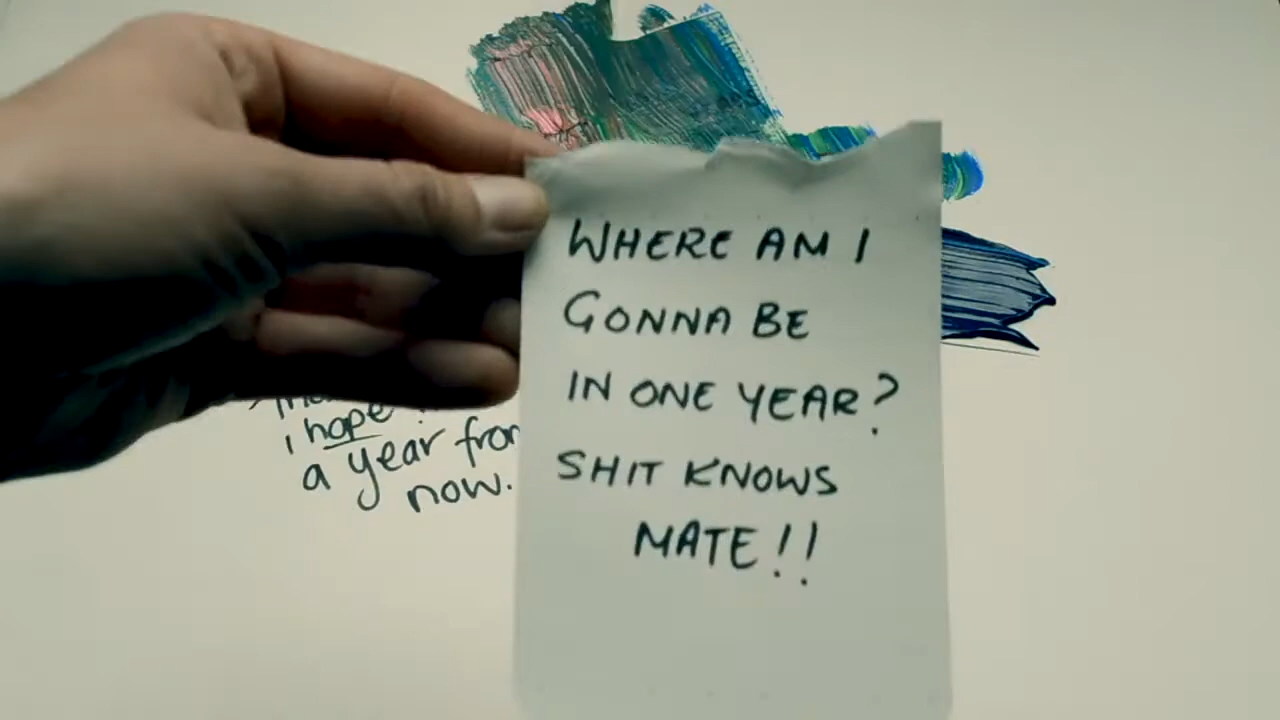 WHERE AM I
GONNA BE
IN ONE YEAR?
SHIT KNOWS
MATE!!
i hope
a year from
now.